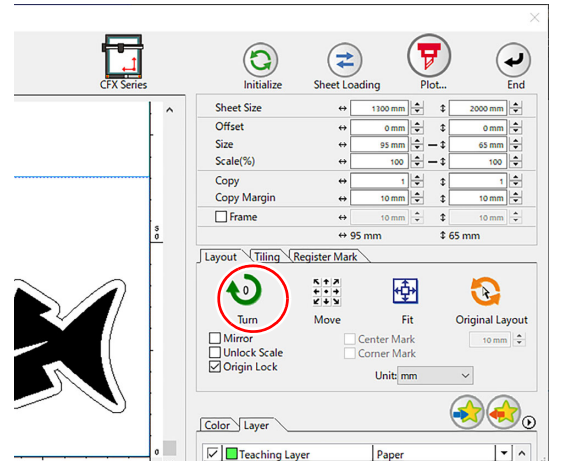 CFX Series Initialize Sheet Loading Plot... End
Sheet Size 1300 mm 2000 mm
Offset 0 mm 0 mm
Size 95 mm 65 mm
Scale(%) 100 100
Copy 1 1
Copy Margin 10 mm 10 mm
Frame 10 mm 10 mm
95 mm 65 mm
50
Layout Tiling Register Mark
0
Turn Move Fit Original Layout
Mirror Center Mark 10 mm
Unlock Scale Corner Mark
Origin Lock
Unit: mm
Color Layer
0
Teaching Layer Paper